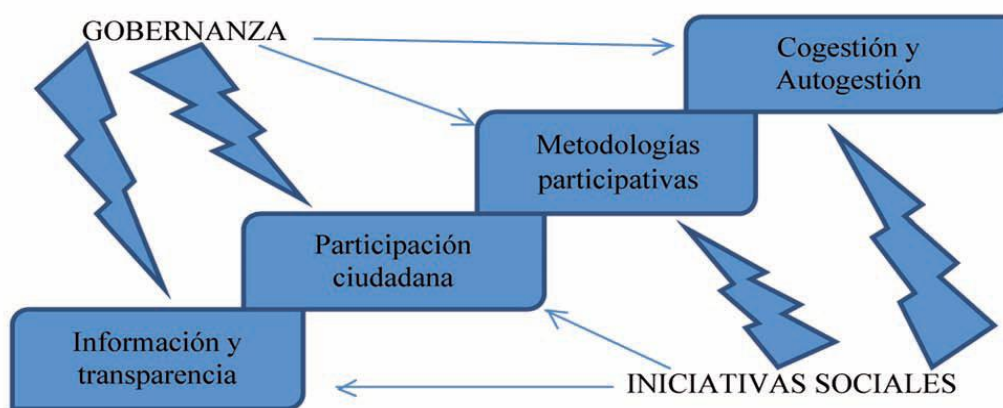 GOBERNANZA
Cogestión y
Autogestión
Metodologías
participativas
Participación
ciudadana
Información y
transparencia
INICIATIVAS SOCIALES